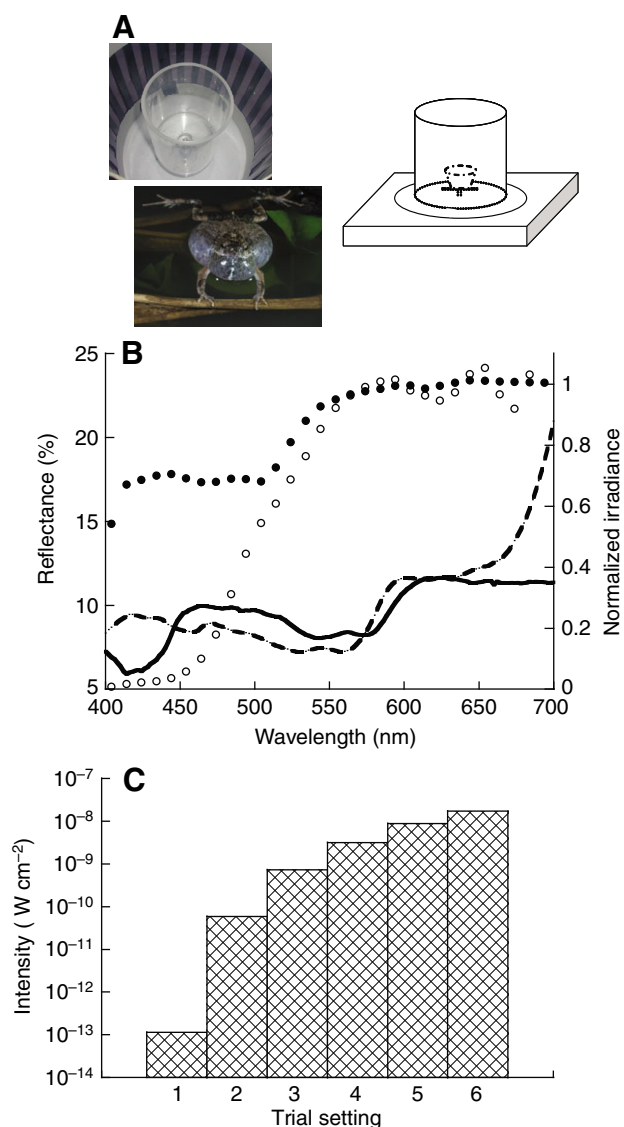 A
B
25
20
15
10
5
Reflectance (%)
1
0.8
0.6
0.4
0.2
0
Normalized irradiance
400 450 500 550 600 650 700
Wavelength (nm)
C
10–7
10–8
10–9
10–10
10–11
10–12
10–13
10–14
Intensity ( W cm–2)
1 2 3 4 5 6
Trial setting